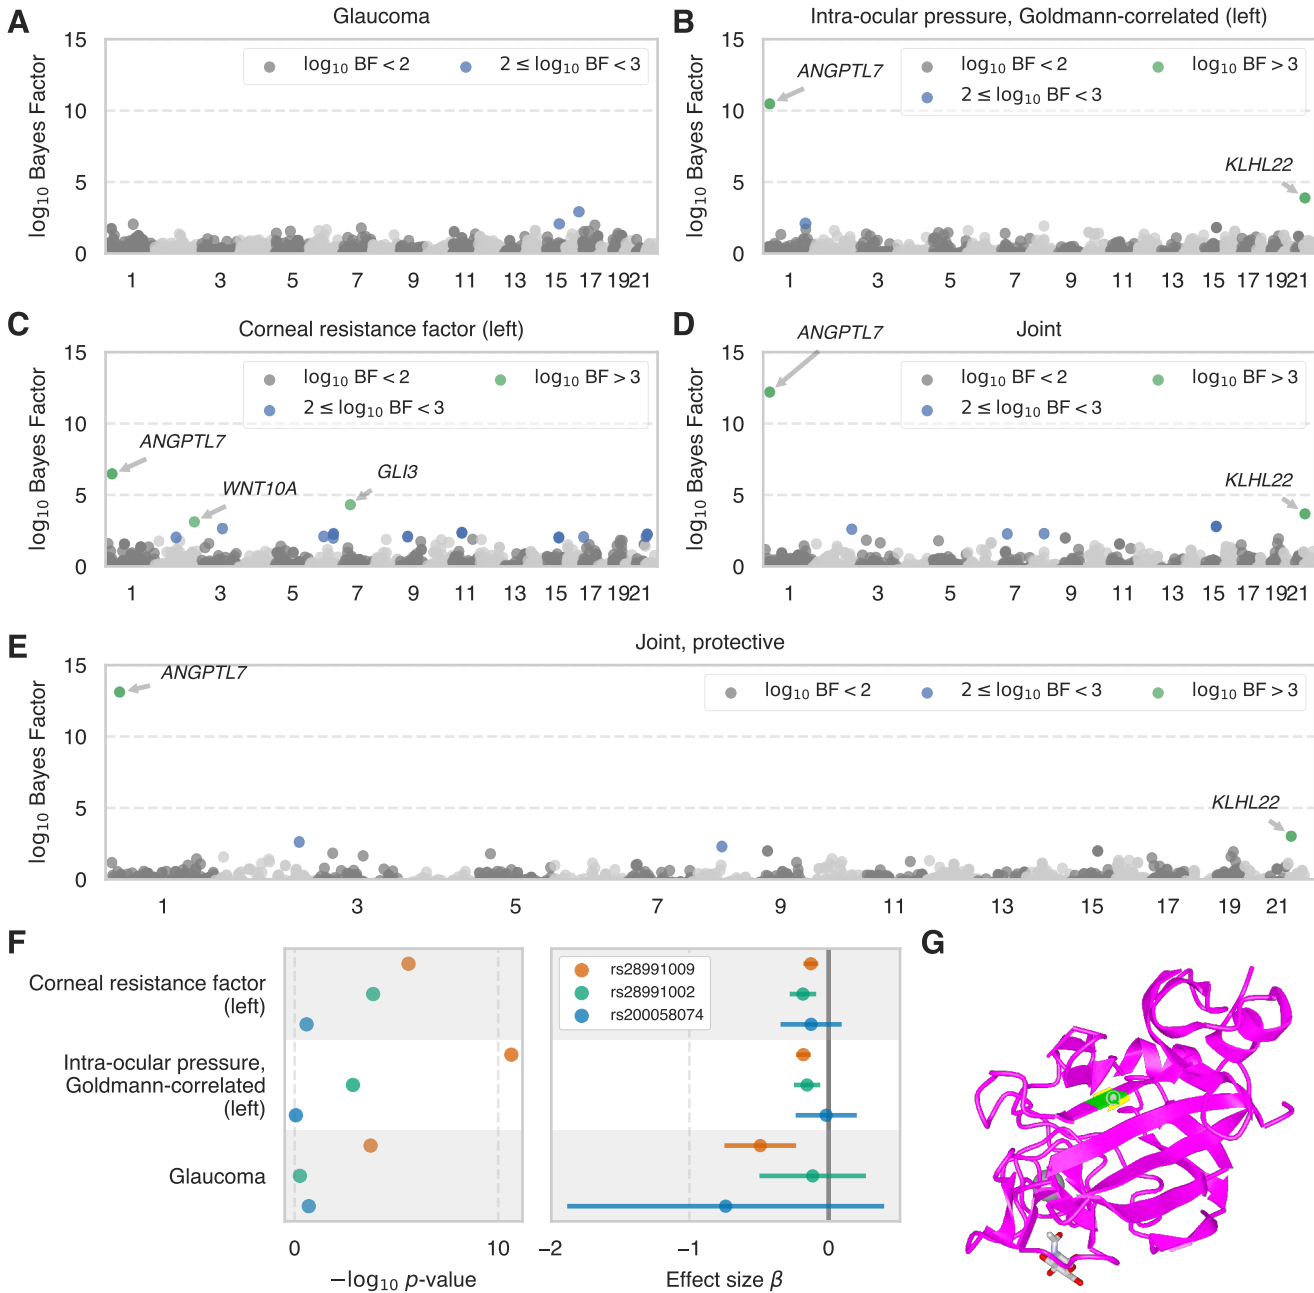 A
Glaucoma
15
10
5
0
log₁₀ Bayes Factor
log₁₀ BF < 2
2 ≤ log₁₀ BF < 3
1 3 5 7 9 11 13 15 17 19 21
B
Intra-ocular pressure, Goldmann-correlated (left)
15
10
5
0
log₁₀ Bayes Factor
log₁₀ BF < 2
log₁₀ BF > 3
2 ≤ log₁₀ BF < 3
ANGPTL7
KLHL22
1 3 5 7 9 11 13 15 17 19 21
C
Corneal resistance factor (left)
15
10
5
0
log₁₀ Bayes Factor
log₁₀ BF < 2
log₁₀ BF > 3
2 ≤ log₁₀ BF < 3
ANGPTL7
WNT10A
GLI3
1 3 5 7 9 11 13 15 17 19 21
D
Joint
15
10
5
0
log₁₀ Bayes Factor
ANGPTL7
log₁₀ BF < 2
log₁₀ BF > 3
2 ≤ log₁₀ BF < 3
KLHL22
1 3 5 7 9 11 13 15 17 19 21
E
Joint, protective
15
10
5
0
log₁₀ Bayes Factor
ANGPTL7
log₁₀ BF < 2
2 ≤ log₁₀ BF < 3
log₁₀ BF > 3
KLHL22
1 3 5 7 9 11 13 15 17 19 21
F
Corneal resistance factor
(left)
Intra-ocular pressure,
Goldmann-correlated
(left)
Glaucoma
0 10
−log₁₀ p-value
rs28991009
rs28991002
rs200058074
−2 −1 0
Effect size β
G
Q